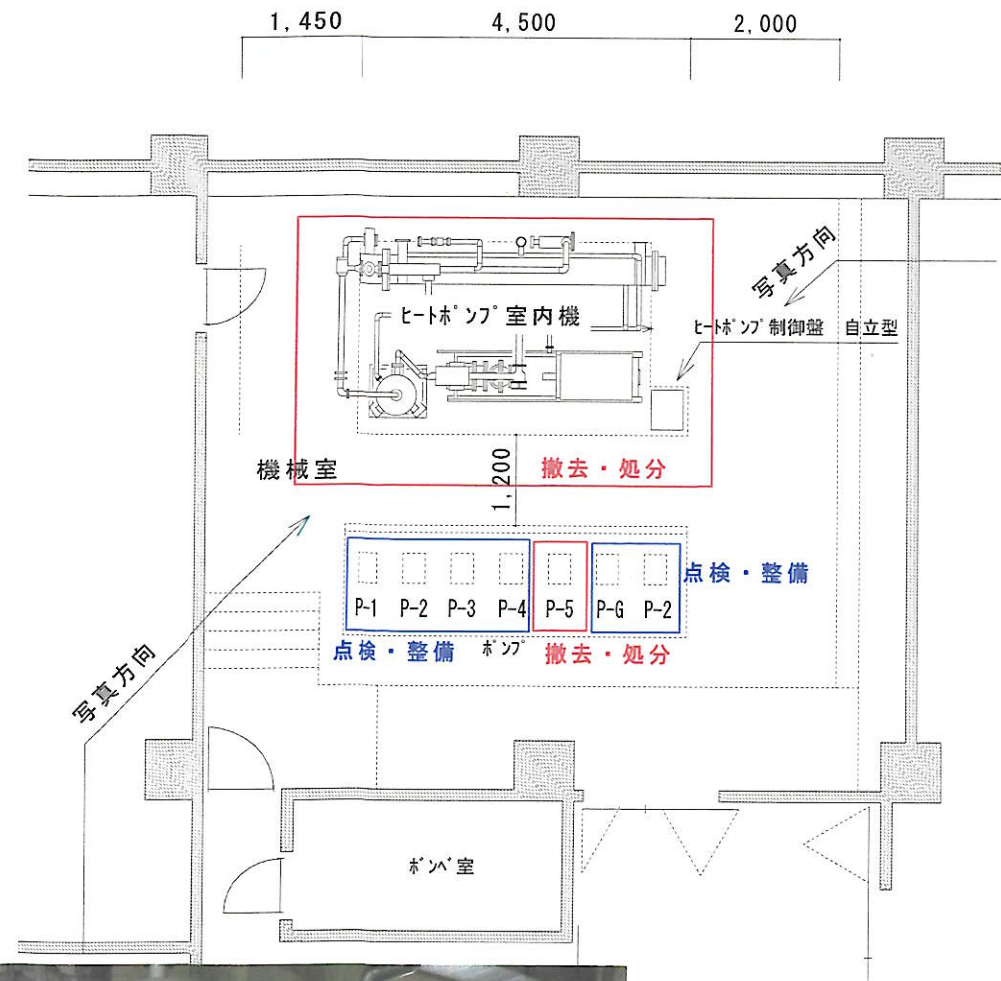 1,450 4,500 2,000
写真方向
ヒートポンプ室内機
ヒートポンプ制御盤 自立型
機械室
1,200
撤去・処分
点検・整備
P-1 P-2 P-3 P-4 P-5 P-G P-2
点検・整備 ポンプ 撤去・処分
写真方向
ボンベ室